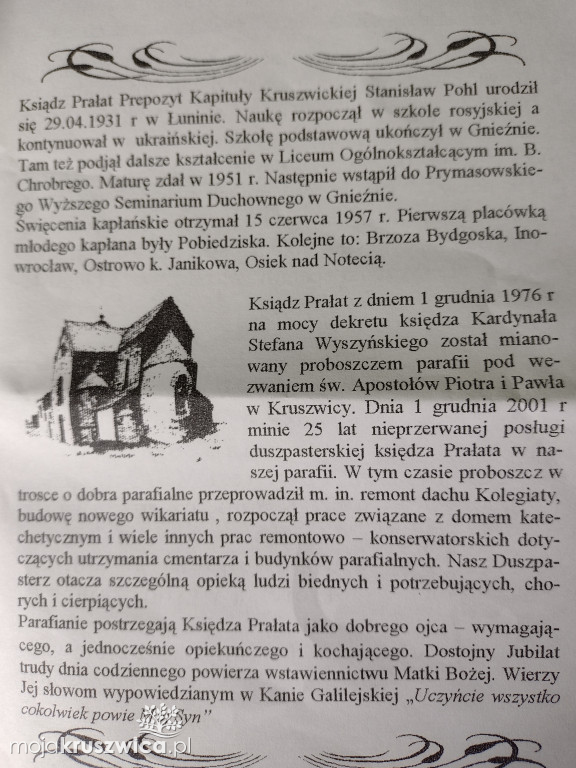 Ksiądz Prałat Prepozyt Kapituły Kruszwickiej Stanisław Pohl urodził
się 29.04.1931 r w Łuninie. Naukę rozpoczął w szkole rosyjskiej a
kontynuował w ukraińskiej. Szkołę podstawową ukończył w Gnieźnie.
Tam też podjął dalsze kształcenie w Liceum Ogólnokształcącym im. B.
Chrobrego. Maturę zdał w 1951 r. Następnie wstąpił do Prymasowskie-
go Wyższego Seminarium Duchownego w Gnieźnie.
Święcenia kapłańskie otrzymał 15 czerwca 1957 r. Pierwszą placówką
młodego kapłana były Pobiedziska. Kolejne to: Brzoza Bydgoska, Ino-
wrocław, Ostrowo k. Janikowa, Osiek nad Notecią.
Ksiądz Prałat z dniem 1 grudnia 1976 r
na mocy dekretu księdza Kardynała
Stefana Wyszyńskiego został miano-
wany proboszczem parafii pod we-
zwaniem św. Apostołów Piotra i Pawła
w Kruszwicy. Dnia 1 grudnia 2001 r
minie 25 lat nieprzerwanej posługi
duszpasterskiej księdza Prałata w na-
szej parafii. W tym czasie proboszcz w
trosce o dobra parafialne przeprowadził m. in. remont dachu Kolegiaty,
budowę nowego wikariatu , rozpoczął prace związane z domem kate-
chetycznym i wiele innych prac remontowo – konserwatorskich doty-
czących utrzymania cmentarza i budynków parafialnych. Nasz Duszpa-
sterz otacza szczególną opieką ludzi biednych i potrzebujących, cho-
rych i cierpiących.
Parafianie postrzegają Księdza Prałata jako dobrego ojca – wymagają-
cego, a jednocześnie opiekuńczego i kochającego. Dostojny Jubilat
trudy dnia codziennego powierza wstawiennictwu Matki Bożej. Wierzy
Jej słowom wypowiedzianym w Kanie Galilejskiej „Uczyńcie wszystko
cokolwiek powie Syn”
mojakruszwica.pl